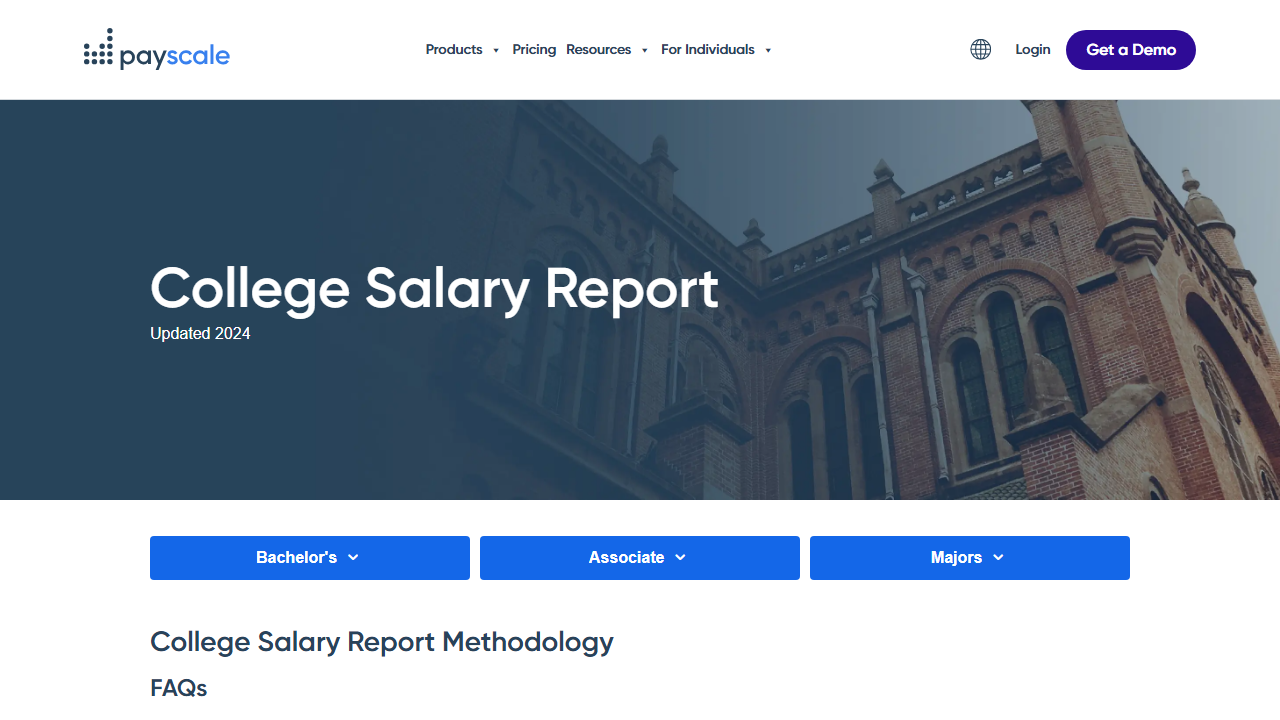 payscale
Products Pricing Resources For Individuals
Login
Get a Demo
College Salary Report
Updated 2024
Bachelor's
Associate
Majors
College Salary Report Methodology
FAQs